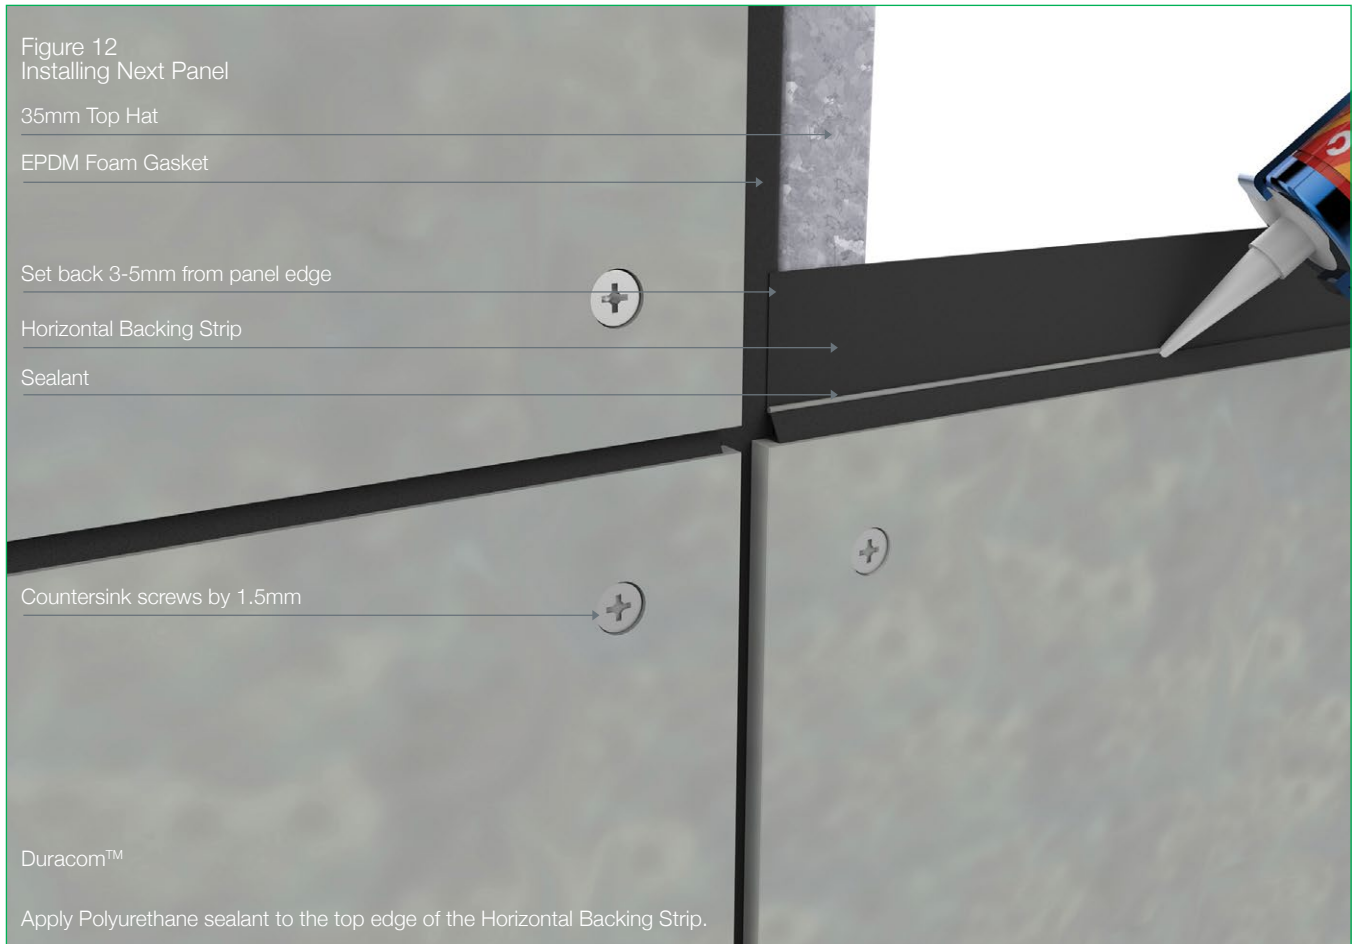 Figure 12
Installing Next Panel
35mm Top Hat
EPDM Foam Gasket
Set back 3-5mm from panel edge
Horizontal Backing Strip
Sealant
Countersink screws by 1.5mm
Duracom™
Apply Polyurethane sealant to the top edge of the Horizontal Backing Strip.